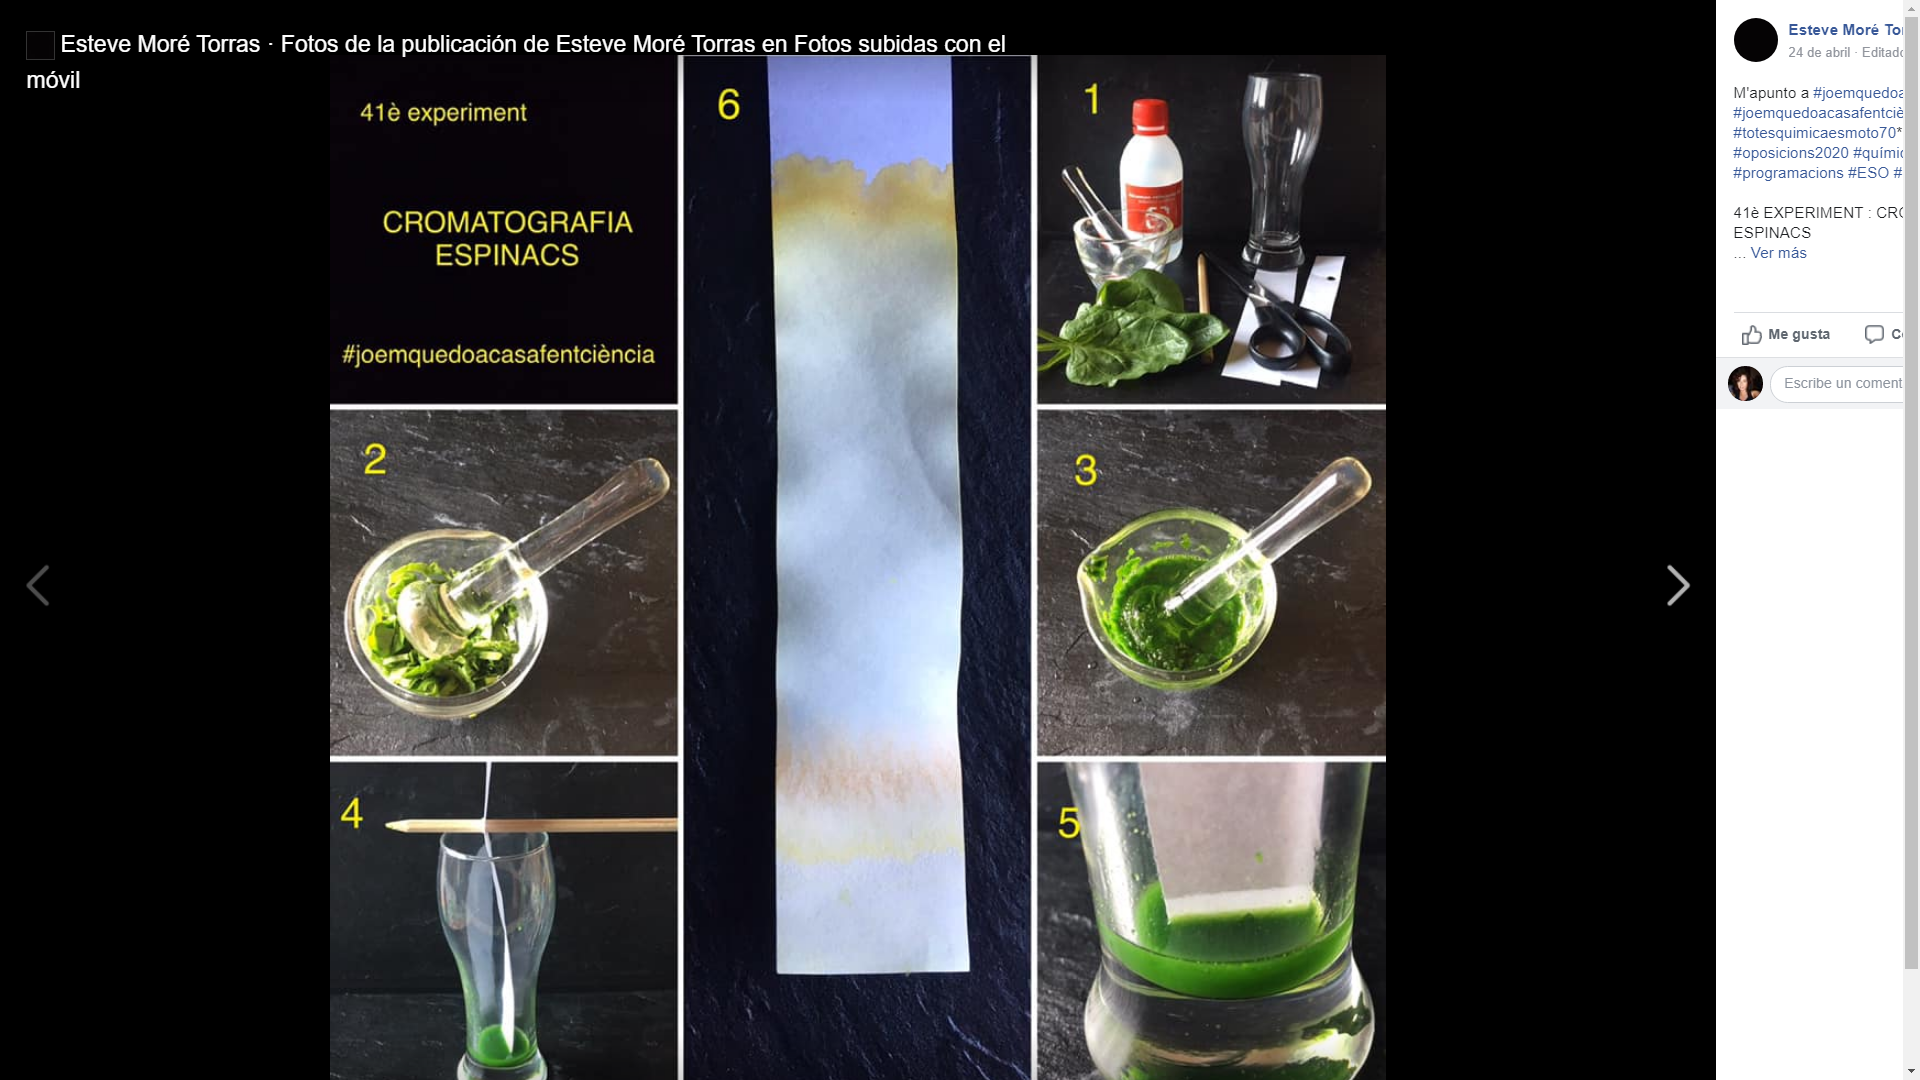 Esteve Moré Torras · Fotos de la publicación de Esteve Moré Torras en Fotos subidas con el
móvil
41è experiment
CROMATOGRAFIA
ESPINACS
#joemquedoacasafentciència
6
1
2
3
4
5
Esteve Moré To
24 de abril · Editado
M'apunto a #joemquedoa
#joemquedoacasafentciè
#totesquimicaesmoto70*
#oposicions2020 #químic
#programacions #ESO #
41è EXPERIMENT : CRO
ESPINACS
... Ver más
Me gusta
Escribe un coment